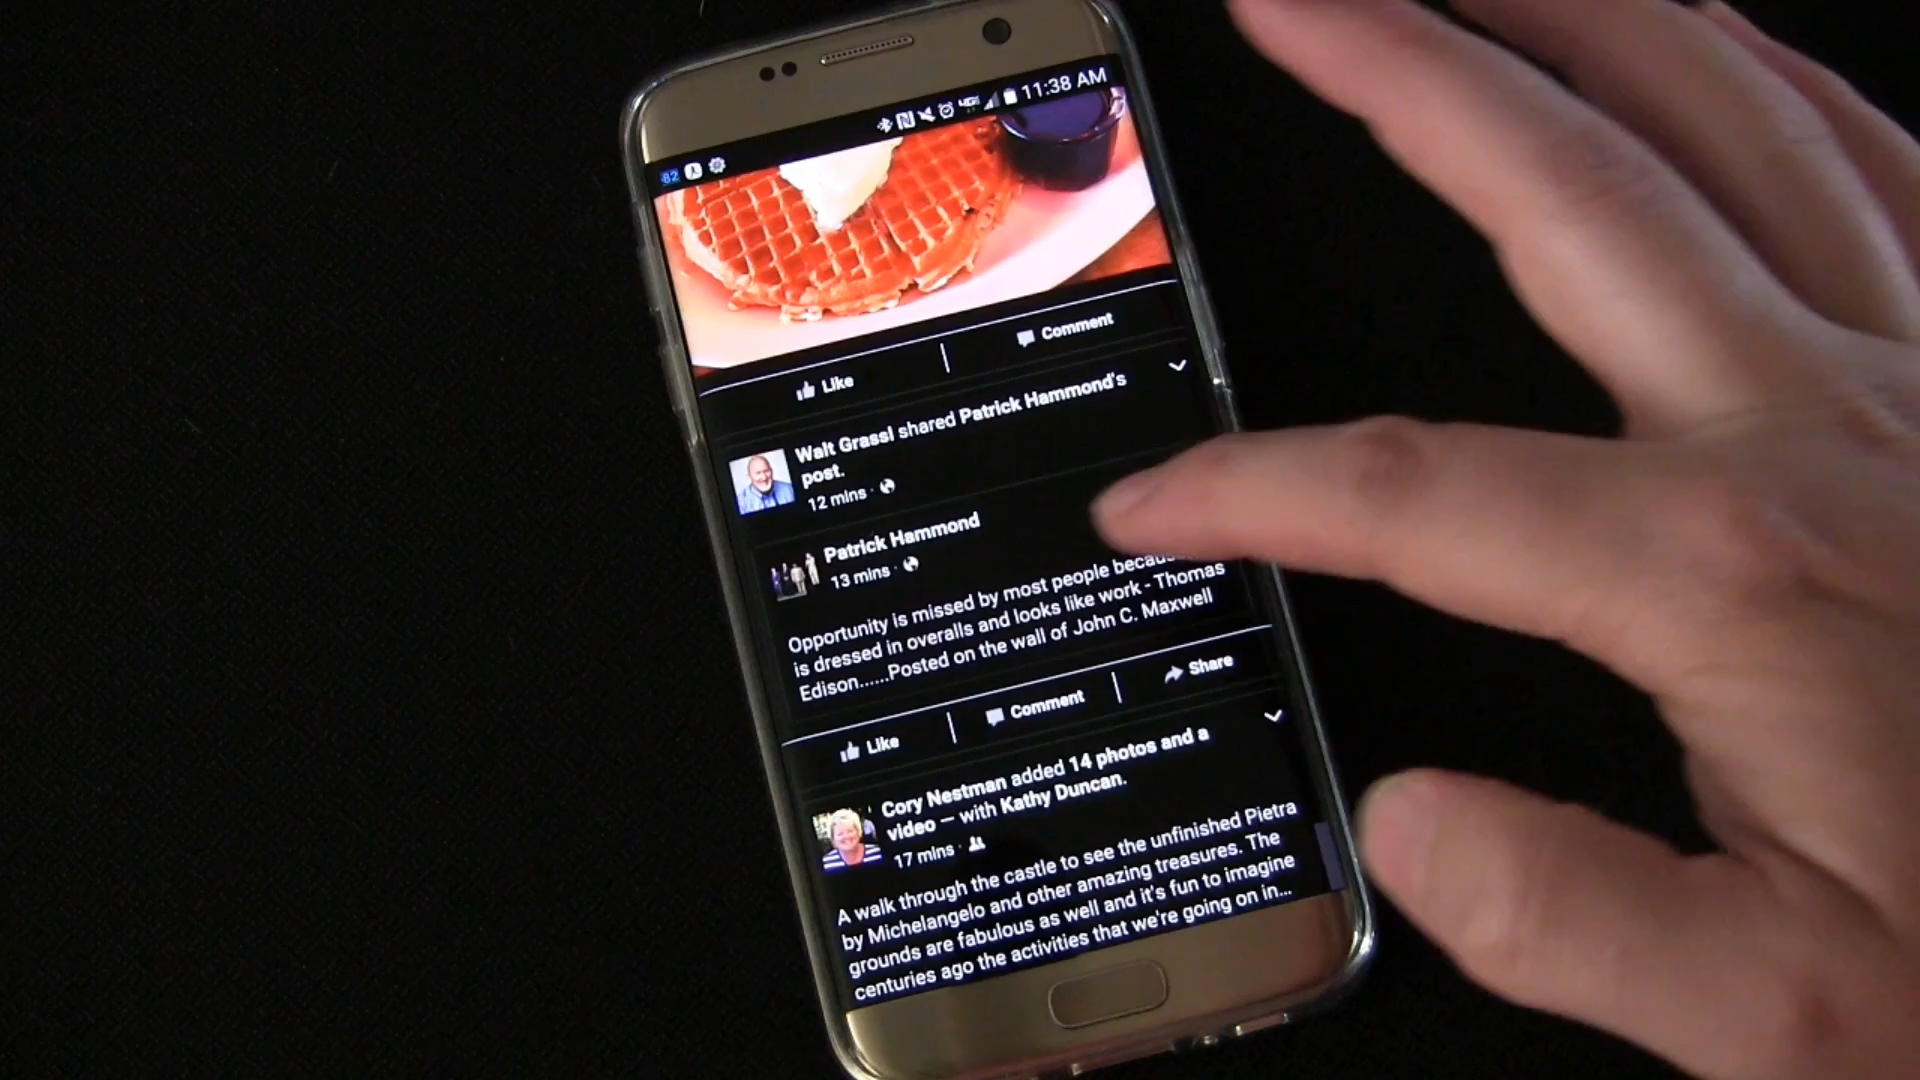 11:38 AM
82
Like
Comment
Walt Grassl shared Patrick Hammond's
post.
12 mins ·
Patrick Hammond
13 mins ·
Opportunity is missed by most people
is dressed in overalls and looks like work - Thomas
Edison......Posted on the wall of John C. Maxwell
Like
Comment
Share
Cory Nestman added 14 photos and a
video — with Kathy Duncan.
17 mins ·
A walk through the castle to see the unfinished Pietra
by Michelangelo and other amazing treasures. The
grounds are fabulous as well and it's fun to imagine
centuries ago the activities that we're going on in...